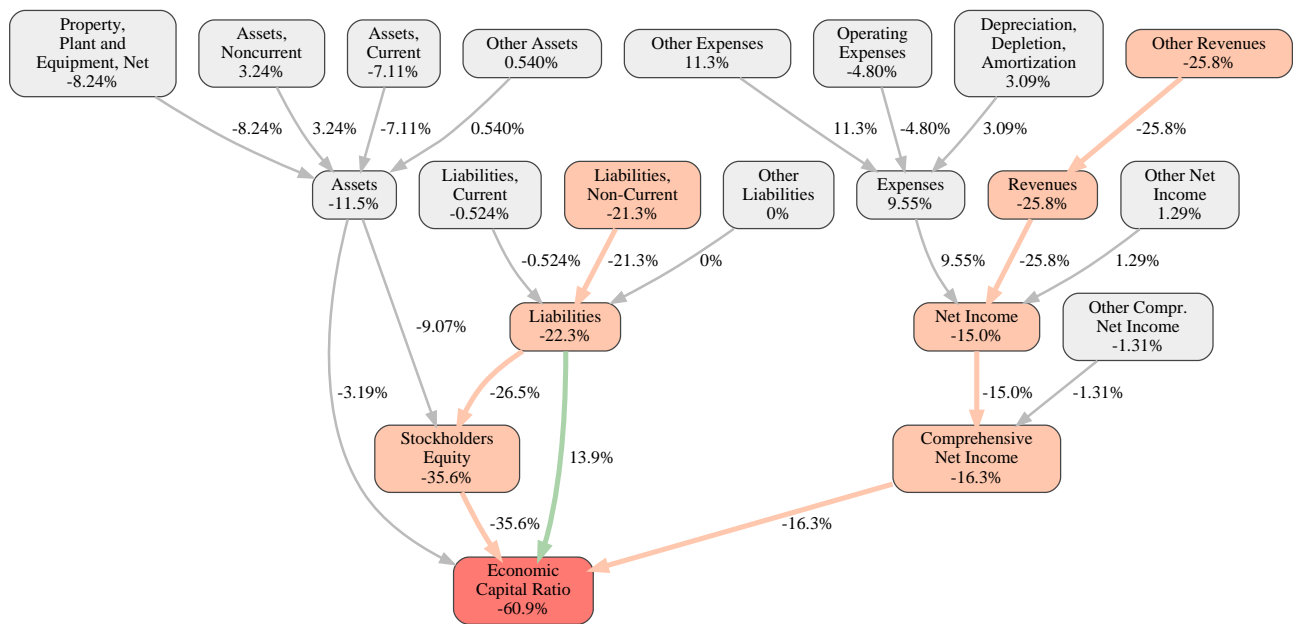 Property,
Plant and
Equipment, Net
-8.24%
Assets,
Noncurrent
3.24%
Assets,
Current
-7.11%
Other Assets
0.540%
Other Expenses
11.3%
Operating
Expenses
-4.80%
Depreciation,
Depletion,
Amortization
3.09%
Other Revenues
-25.8%
-8.24%
3.24%
-7.11%
0.540%
11.3%
-4.80%
3.09%
-25.8%
Assets
-11.5%
Liabilities,
Current
-0.524%
Liabilities,
Non-Current
-21.3%
Other
Liabilities
0%
Expenses
9.55%
Revenues
-25.8%
Other Net
Income
1.29%
-0.524%
-21.3%
0%
9.55%
-25.8%
1.29%
-9.07%
Liabilities
-22.3%
Net Income
-15.0%
Other Compr.
Net Income
-1.31%
-3.19%
-26.5%
-15.0%
-1.31%
Stockholders
Equity
-35.6%
13.9%
Comprehensive
Net Income
-16.3%
-35.6%
-16.3%
Economic
Capital Ratio
-60.9%